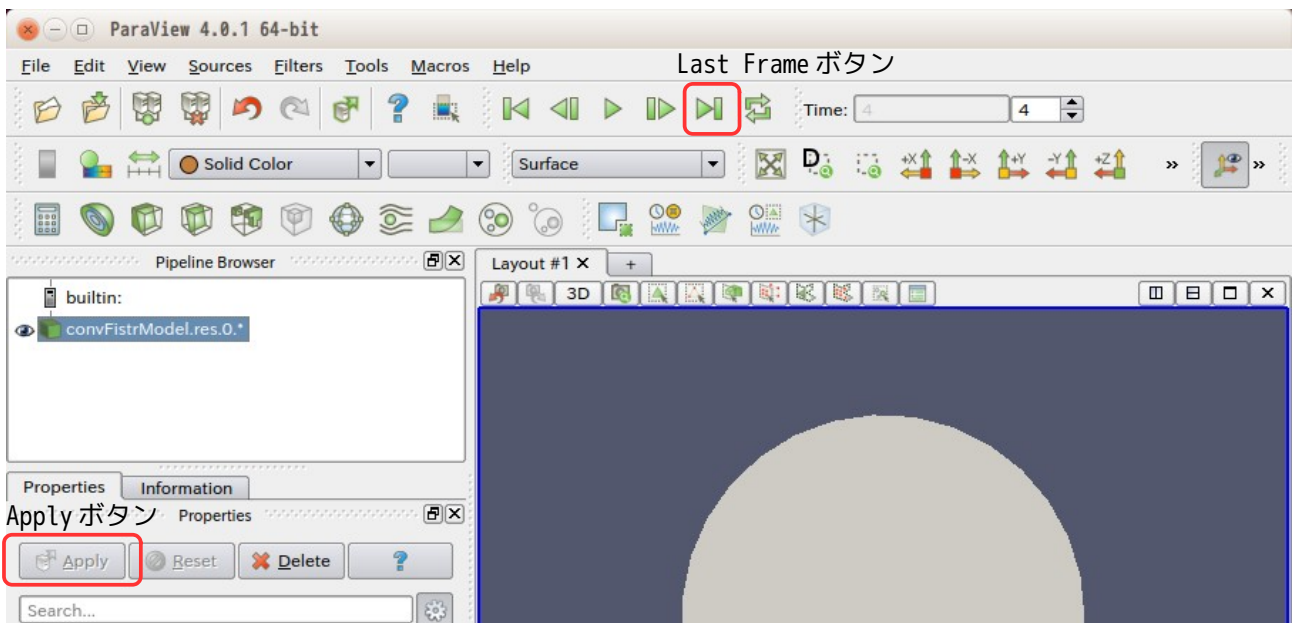 ParaView 4.0.1 64-bit
File Edit View Sources Filters Tools Macros Help
Last Frame ボタン
Time: 4 4
Solid Color Surface +X -X +Y -Y +Z » »
Pipeline Browser
Layout #1 +
builtin:
3D
convFistrModel.res.0.*
Properties Information
Apply ボタン Properties
Apply Reset Delete ?
Search...